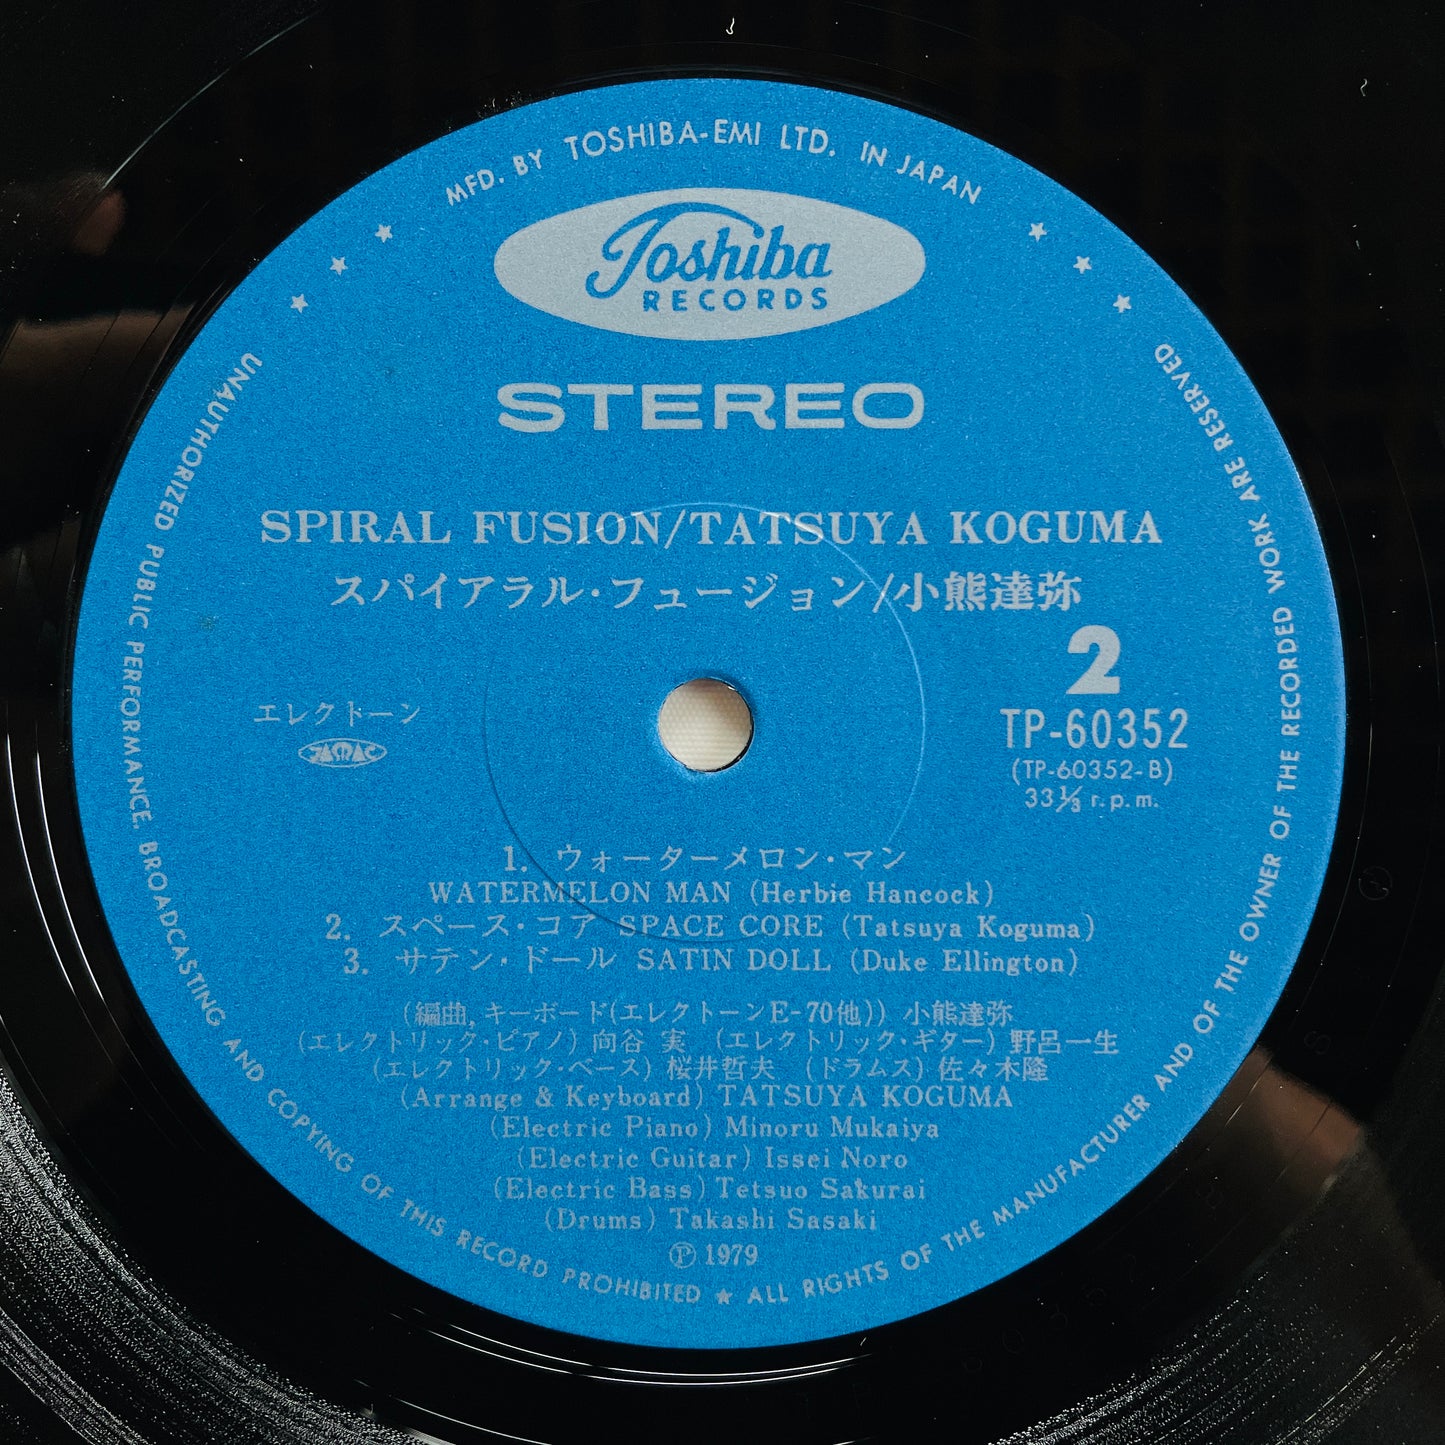 MFD. BY TOSHIBA-EMI LTD. IN JAPAN
Toshiba
RECORDS
STEREO
SPIRAL FUSION/TATSUYA KOGUMA
スパイアラル・フュージョン/小熊達弥
2
エレクトーン
TP-60352
JASRAC
(TP-60352-B)
33⅓ r.p.m.
1. ウォーターメロン・マン
WATERMELON MAN (Herbie Hancock)
2. スペース・コア SPACE CORE (Tatsuya Koguma)
3. サテン・ドール SATIN DOLL (Duke Ellington)
(編曲,キーボード(エレクトーンE-70他)) 小熊達弥
(エレクトリック・ピアノ) 向谷 実 (エレクトリック・ギター) 野呂一生
(エレクトリック・ベース) 桜井哲夫 (ドラムス) 佐々木隆
(Arrange & Keyboard) TATSUYA KOGUMA
(Electric Piano) Minoru Mukaiya
(Electric Guitar) Issei Noro
(Electric Bass) Tetsuo Sakurai
(Drums) Takashi Sasaki
℗ 1979
UNAUTHORIZED PUBLIC PERFORMANCE, BROADCASTING AND COPYING OF THIS RECORD PROHIBITED ★ ALL RIGHTS OF THE MANUFACTURER AND OF THE OWNER OF THE RECORDED WORK ARE RESERVED